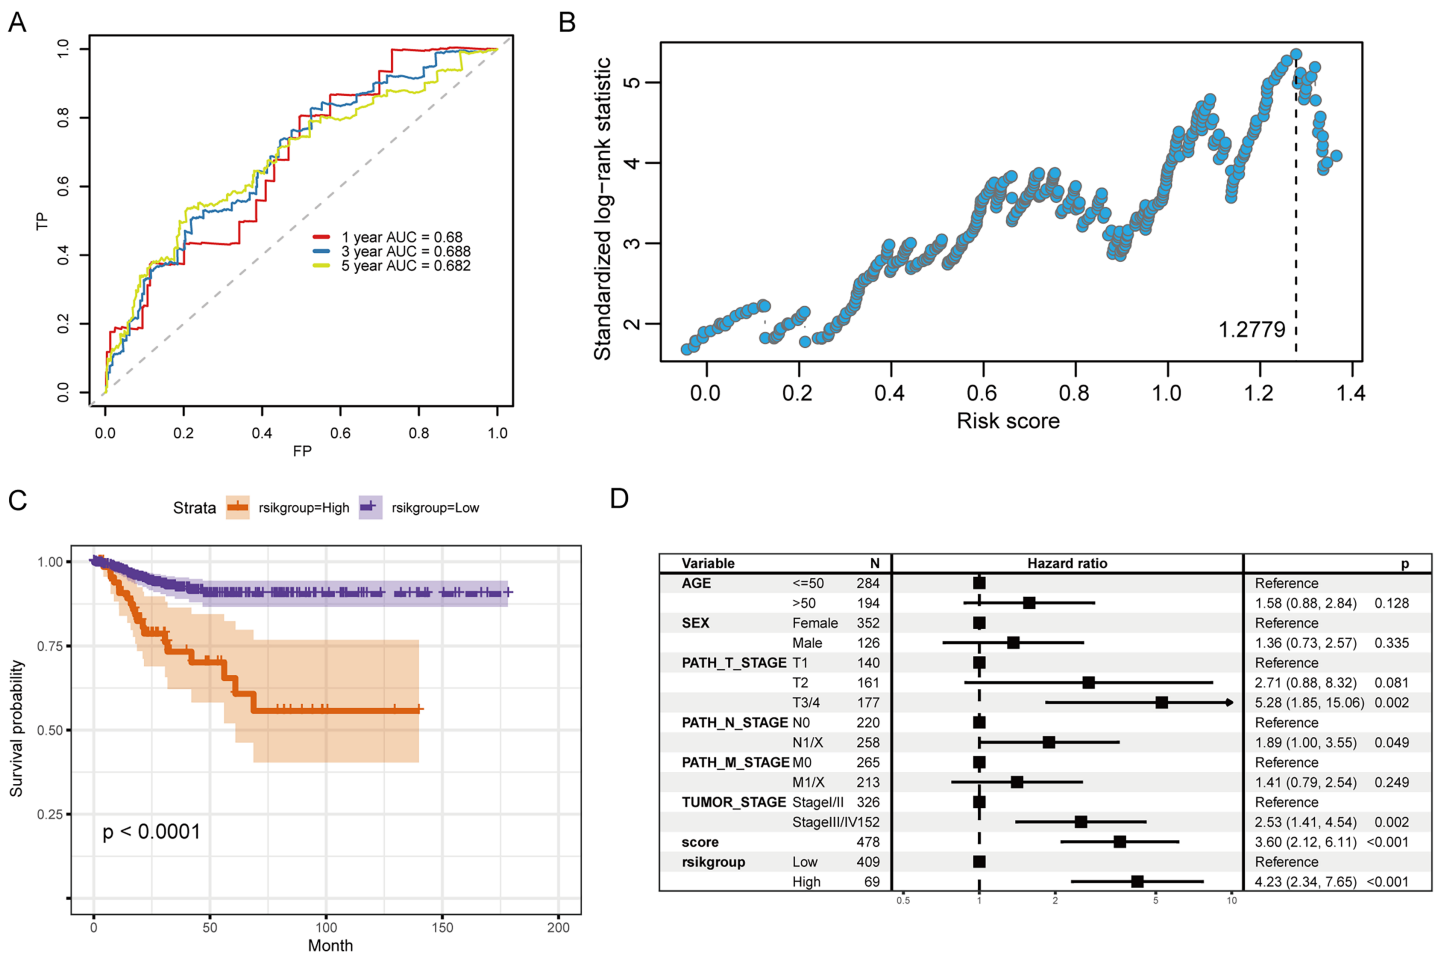 A
1.0
0.8
0.6
0.4
0.2
0.0
TP
1 year AUC = 0.68
3 year AUC = 0.688
5 year AUC = 0.682
0.0 0.2 0.4 0.6 0.8 1.0
FP
B
Standardized log-rank statistic
5
4
3
2
1.2779
0.0 0.2 0.4 0.6 0.8 1.0 1.2 1.4
Risk score
C
Strata rsikgroup=High rsikgroup=Low
Survival probability
1.00
0.75
0.50
0.25
p < 0.0001
0 50 100 150 200
Month
D
Variable N Hazard ratio p
AGE <=50 284 Reference
>50 194 1.58 (0.88, 2.84) 0.128
SEX Female 352 Reference
Male 126 1.36 (0.73, 2.57) 0.335
PATH_T_STAGE T1 140 Reference
T2 161 2.71 (0.88, 8.32) 0.081
T3/4 177 5.28 (1.85, 15.06) 0.002
PATH_N_STAGE N0 220 Reference
N1/X 258 1.89 (1.00, 3.55) 0.049
PATH_M_STAGE M0 265 Reference
M1/X 213 1.41 (0.79, 2.54) 0.249
TUMOR_STAGE StageI/II 326 Reference
StageIII/IV 152 2.53 (1.41, 4.54) 0.002
score 478 3.60 (2.12, 6.11) <0.001
rsikgroup Low 409 Reference
High 69 4.23 (2.34, 7.65) <0.001
0.5 1 2 5 10